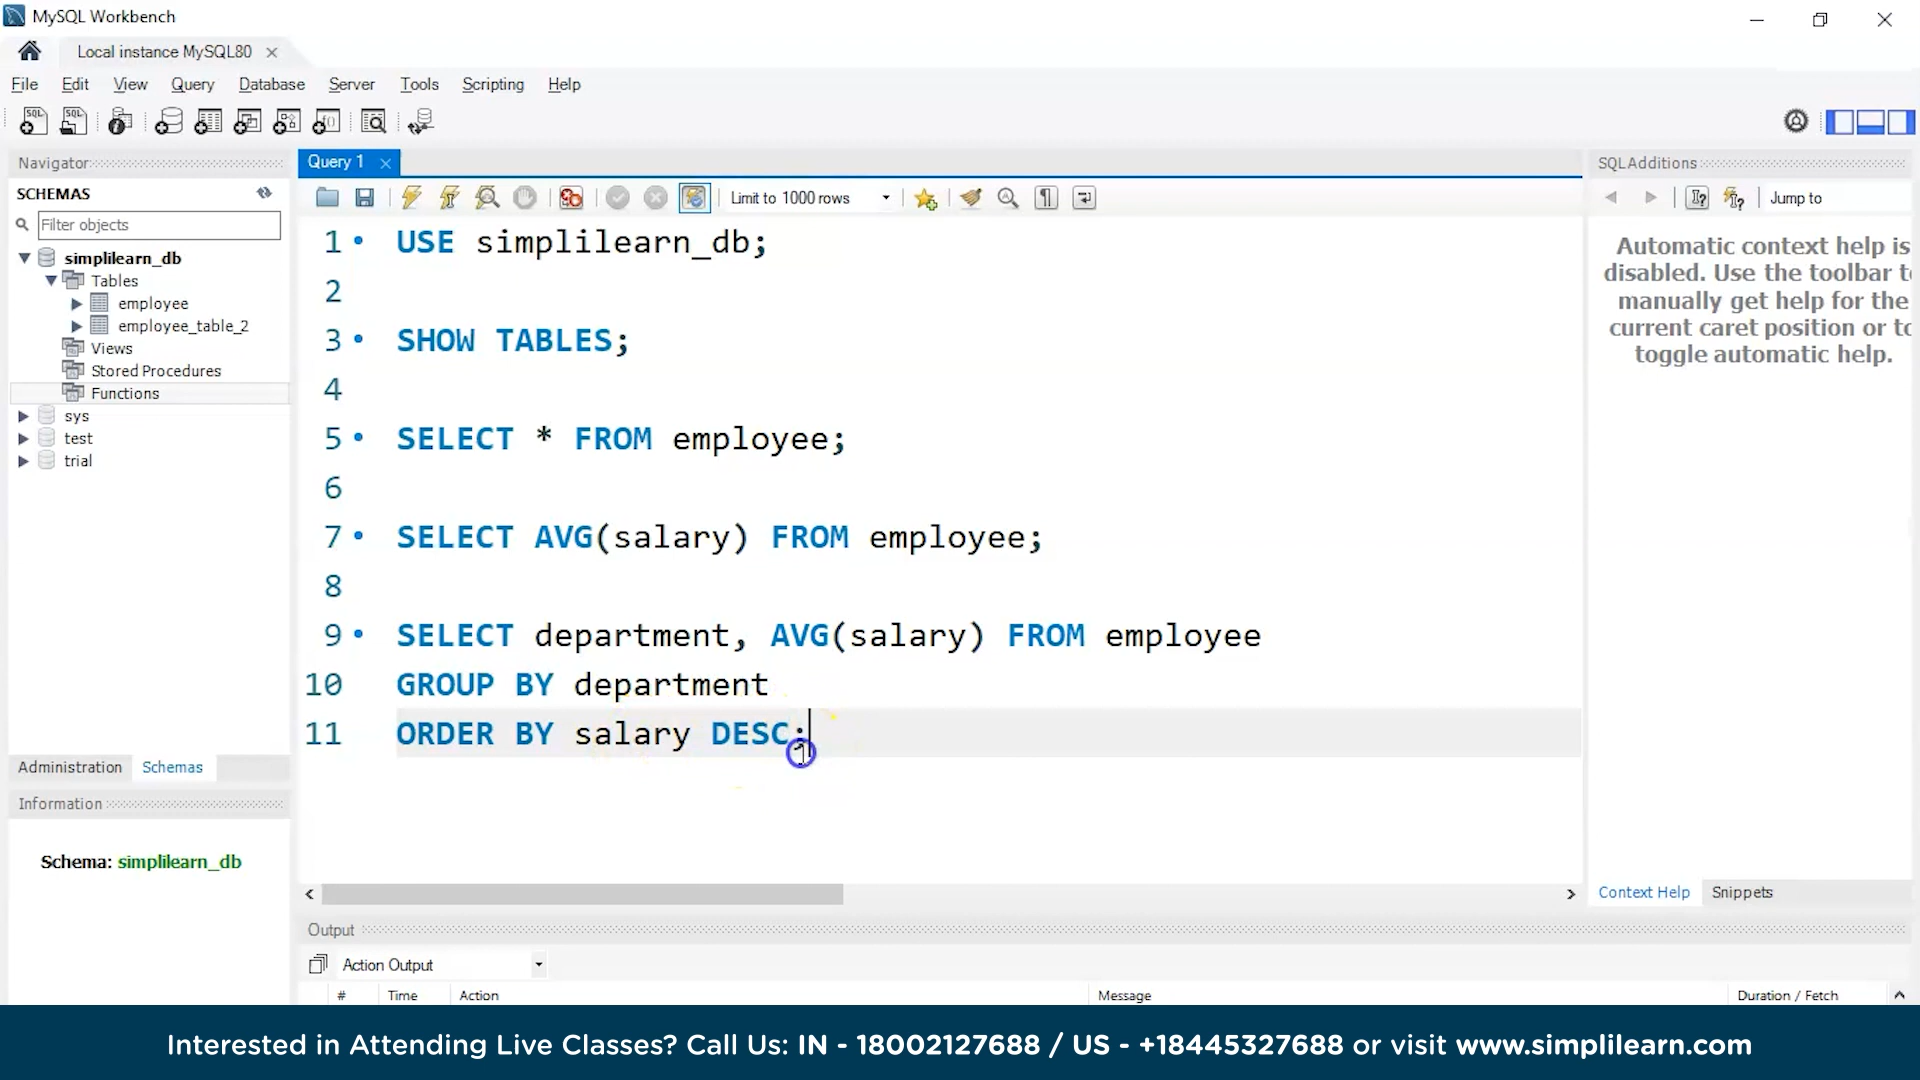 MySQL Workbench
Local instance MySQL80
File Edit View Query Database Server Tools Scripting Help
Navigator
SCHEMAS
Filter objects
simplilearn_db
Tables
employee
employee_table_2
Views
Stored Procedures
Functions
sys
test
trial
Administration Schemas
Information
Schema: simplilearn_db
Query 1
Limit to 1000 rows
1 USE simplilearn_db;
2
3 SHOW TABLES;
4
5 SELECT * FROM employee;
6
7 SELECT AVG(salary) FROM employee;
8
9 SELECT department, AVG(salary) FROM employee
10 GROUP BY department
11 ORDER BY salary DESC;
Output
Action Output
# Time Action Message Duration / Fetch
SQLAdditions
Jump to
Automatic context help is
disabled. Use the toolbar to
manually get help for the
current caret position or to
toggle automatic help.
Context Help Snippets
Interested in Attending Live Classes? Call Us: IN - 18002127688 / US - +18445327688 or visit www.simplilearn.com